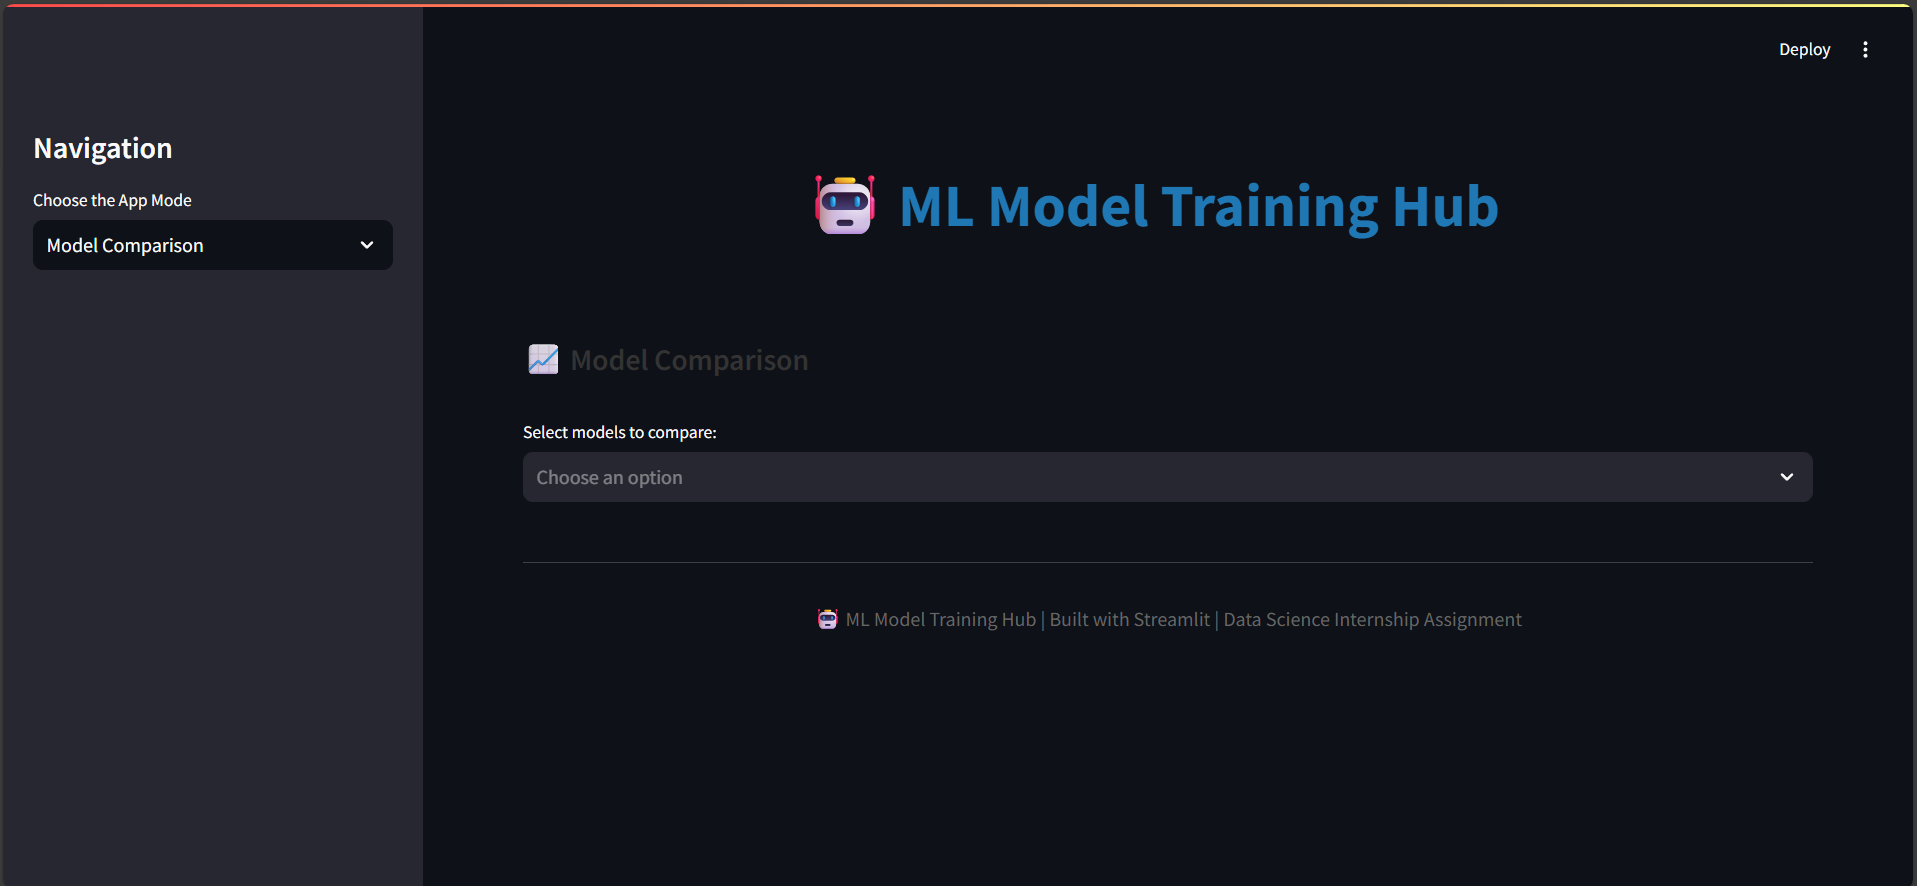 Deploy
Navigation
Choose the App Mode
Model Comparison
ML Model Training Hub
Model Comparison
Select models to compare:
Choose an option
ML Model Training Hub | Built with Streamlit | Data Science Internship Assignment